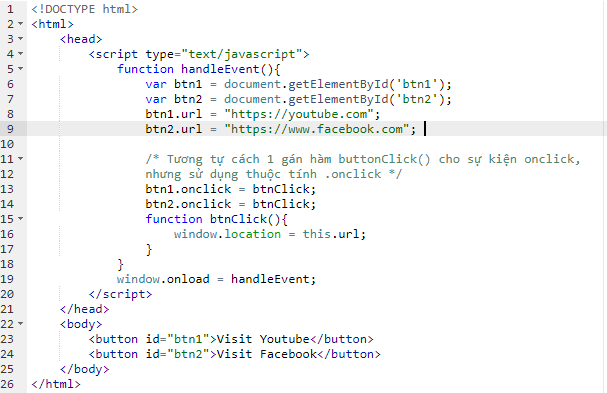 1 <!DOCTYPE html>
2 <html>
3 <head>
4 <script type="text/javascript">
5 function handleEvent(){
6 var btn1 = document.getElementById('btn1');
7 var btn2 = document.getElementById('btn2');
8 btn1.url = "https://youtube.com";
9 btn2.url = "https://www.facebook.com";
10
11 /* Tương tự cách 1 gán hàm buttonClick() cho sự kiện onclick,
12 nhưng sử dụng thuộc tính .onclick */
13 btn1.onclick = btnClick;
14 btn2.onclick = btnClick;
15 function btnClick(){
16 window.location = this.url;
17 }
18 }
19 window.onload = handleEvent;
20 </script>
21 </head>
22 <body>
23 <button id="btn1">Visit Youtube</button>
24 <button id="btn2">Visit Facebook</button>
25 </body>
26 </html>